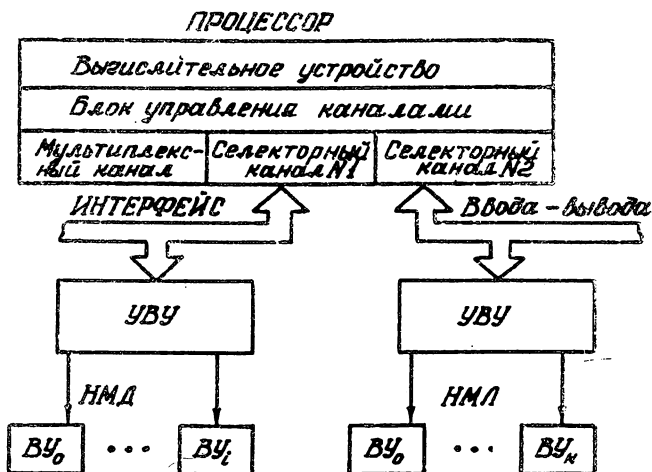 ПРОЦЕССОР
Вычислительное устройство
Блок управления каналами
Мультиплекс-
ный канал
Селекторный
канал N1
Селекторный
канал N2
ИНТЕРФЕЙС
Ввода-вывода
УВУ
УВУ
НМД
НМЛ
ВУ₀ ... ВУᵢ
ВУ₀ ... ВУₖ